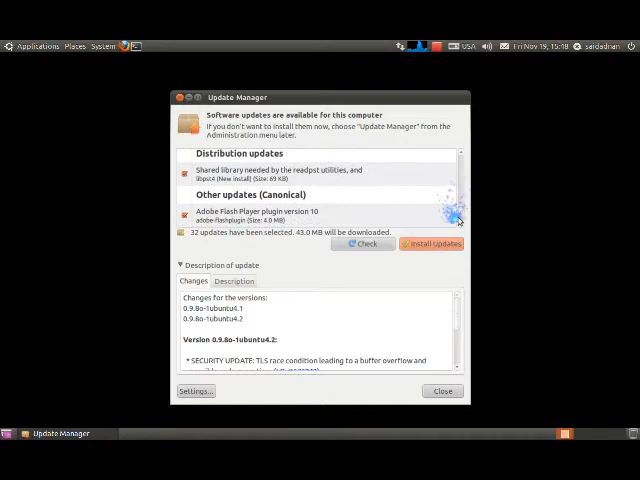 Applications Places System USA Fri Nov 19, 15:48 saidadnan
Update Manager
Software updates are available for this computer
If you don't want to install them now, choose "Update Manager" from the
Administration menu later.
Distribution updates
Shared library needed by the readpst utilities, and
libpst4 (New install) (Size: 69 KB)
Other updates (Canonical)
Adobe Flash Player plugin version 10
adobe-flashplugin (Size: 4.0 MB)
32 updates have been selected. 43.0 MB will be downloaded.
Check Install Updates
Description of update
Changes Description
Changes for the versions:
0.9.8o-1ubuntu4.1
0.9.8o-1ubuntu4.2
Version 0.9.8o-1ubuntu4.2:
* SECURITY UPDATE: TLS race condition leading to a buffer overflow and
Settings... Close
Update Manager